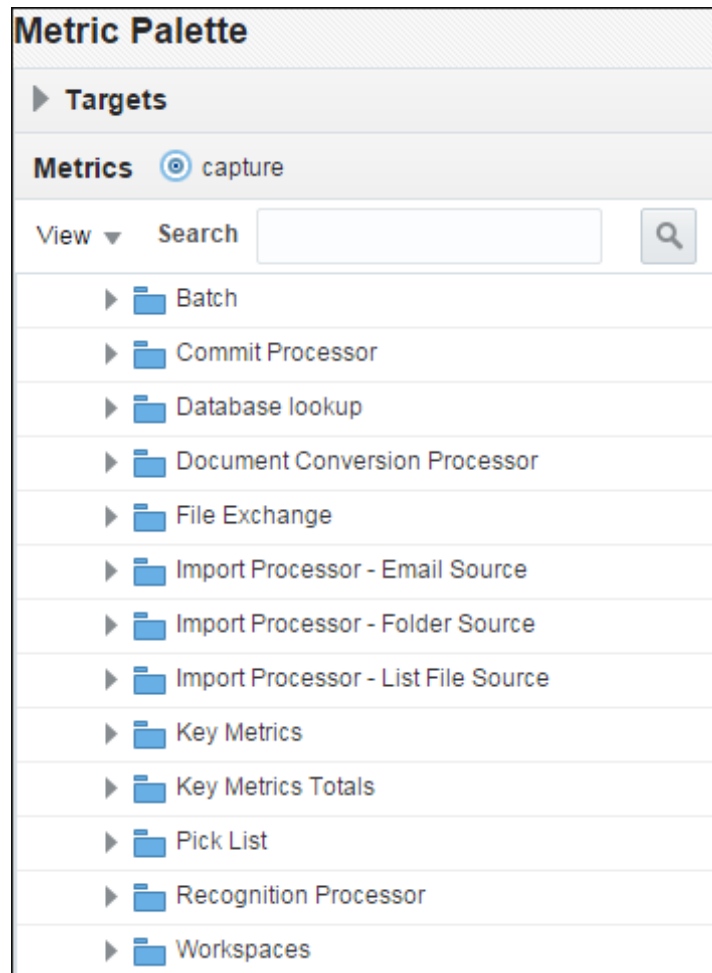 Metric Palette
Targets
Metrics capture
View Search
Batch
Commit Processor
Database lookup
Document Conversion Processor
File Exchange
Import Processor - Email Source
Import Processor - Folder Source
Import Processor - List File Source
Key Metrics
Key Metrics Totals
Pick List
Recognition Processor
Workspaces